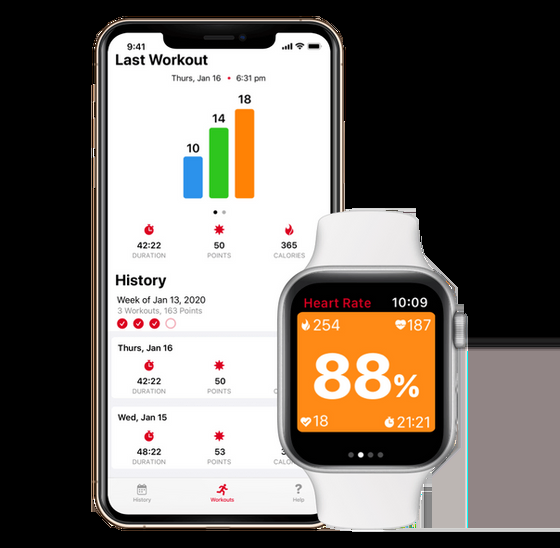 9:41
Last Workout
Thurs, Jan 16 • 6:31 pm
10
14
18
42:22
50
365
DURATION
POINTS
CALORIES
History
Week of Jan 13, 2020
3 Workouts, 163 Points
Thurs, Jan 16
42:22
50
DURATION
POINTS
Wed, Jan 15
48:22
53
DURATION
POINTS
History
Workouts
? Help
Heart Rate 10:09
254
187
88%
18
21:21